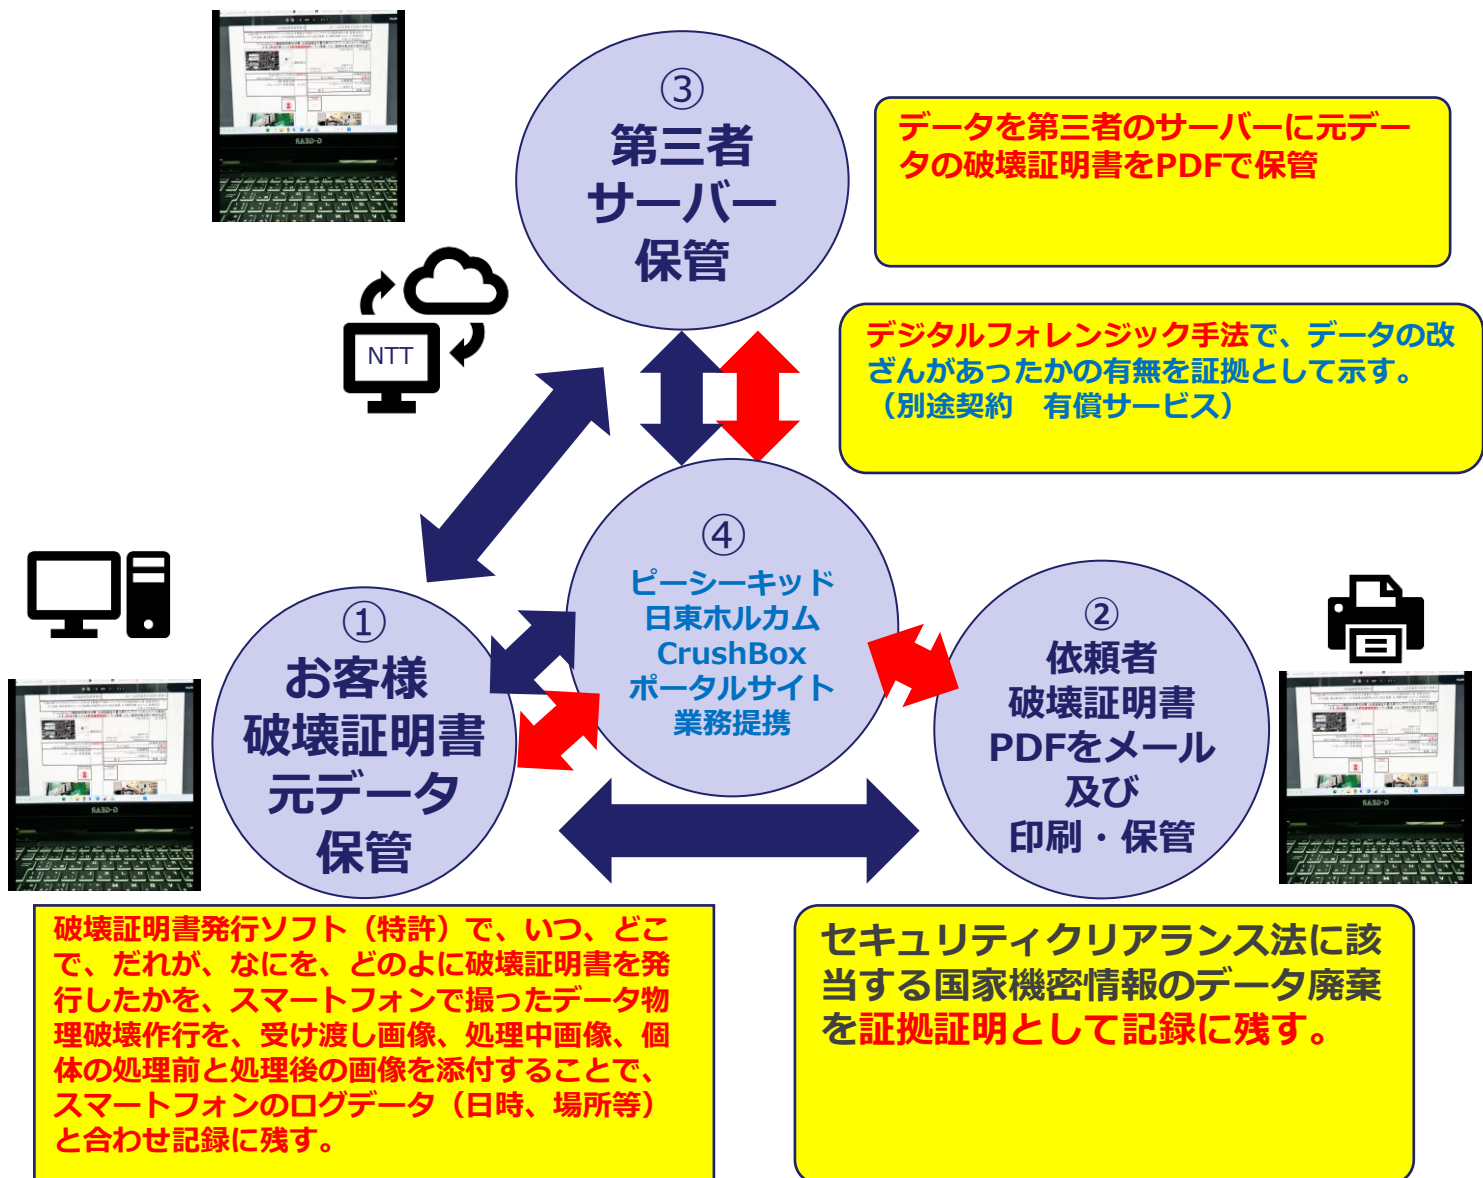 ③
第三者
サーバー
保管
データを第三者のサーバーに元デー
タの破壊証明書をPDFで保管
NTT
デジタルフォレンジック手法で、データの改
ざんがあったかの有無を証拠として示す。
（別途契約　有償サービス）
④
ピーシーキッド
日東ホルカム
CrushBox
ポータルサイト
業務提携
①
お客様
破壊証明書
元データ
保管
②
依頼者
破壊証明書
PDFをメール
及び
印刷・保管
破壊証明書発行ソフト（特許）で、いつ、どこ
で、だれが、なにを、どのよに破壊証明書を発
行したかを、スマートフォンで撮ったデータ物
理破壊作行を、受け渡し画像、処理中画像、個
体の処理前と処理後の画像を添付することで、
スマートフォンのログデータ（日時、場所等）
と合わせ記録に残す。
セキュリティクリアランス法に該
当する国家機密情報のデータ廃棄
を証拠証明として記録に残す。